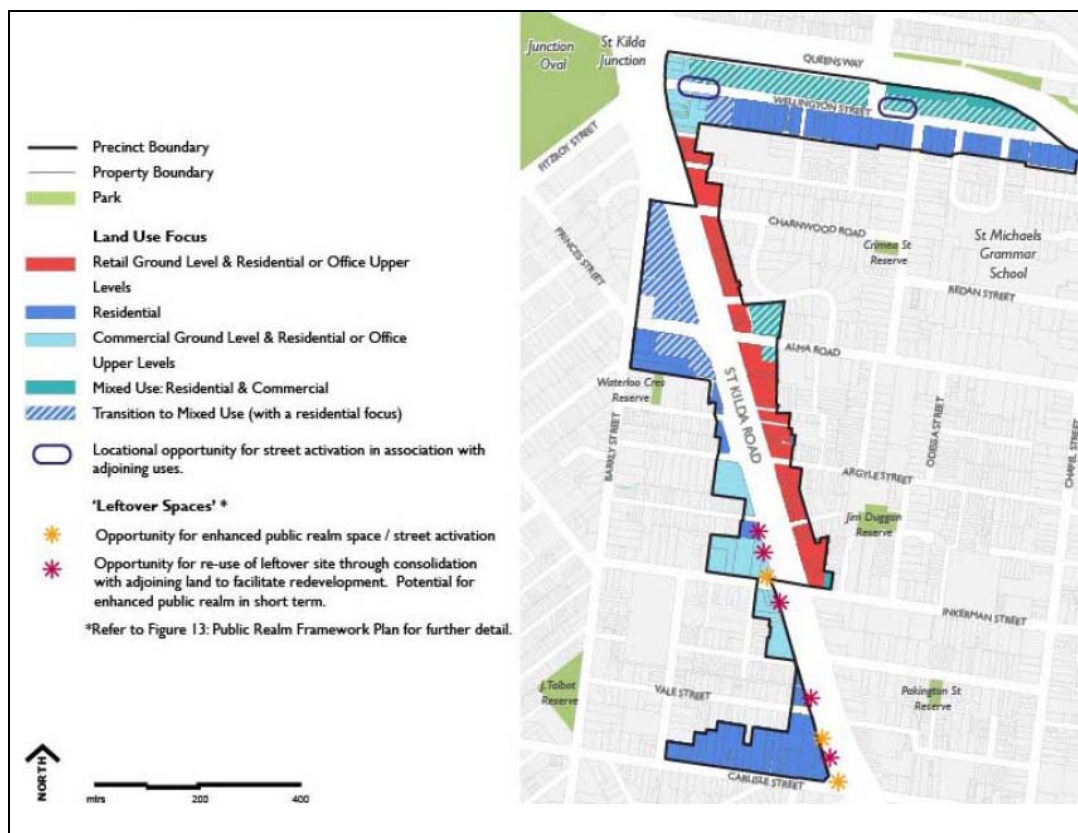 Precinct Boundary
Property Boundary
Park
Land Use Focus
Retail Ground Level & Residential or Office Upper
Levels
Residential
Commercial Ground Level & Residential or Office
Upper Levels
Mixed Use: Residential & Commercial
Transition to Mixed Use (with a residential focus)
Locational opportunity for street activation in association with
adjoining uses.
'Leftover Spaces' *
Opportunity for enhanced public realm space / street activation
Opportunity for re-use of leftover site through consolidation
with adjoining land to facilitate redevelopment. Potential for
enhanced public realm in short term.
*Refer to Figure 13: Public Realm Framework Plan for further detail.
NORTH
mtrs 200 400
Junction
Oval
St Kilda
Junction
QUEENS WAY
WELLINGTON STREET
FITZROY STREET
PRINCES STREET
CHARNWOOD ROAD
Crimea St
Reserve
St Michaels
Grammar
School
REDAN STREET
ALMA ROAD
ST KILDA ROAD
Waterloo Cres
Reserve
BARKLY STREET
ODESSA STREET
CHAPEL STREET
ARGYLE STREET
Jim Duggan
Reserve
INKERMAN STREET
J.Talbot
Reserve
VALE STREET
Pakington St
Reserve
CARLISLE STREET